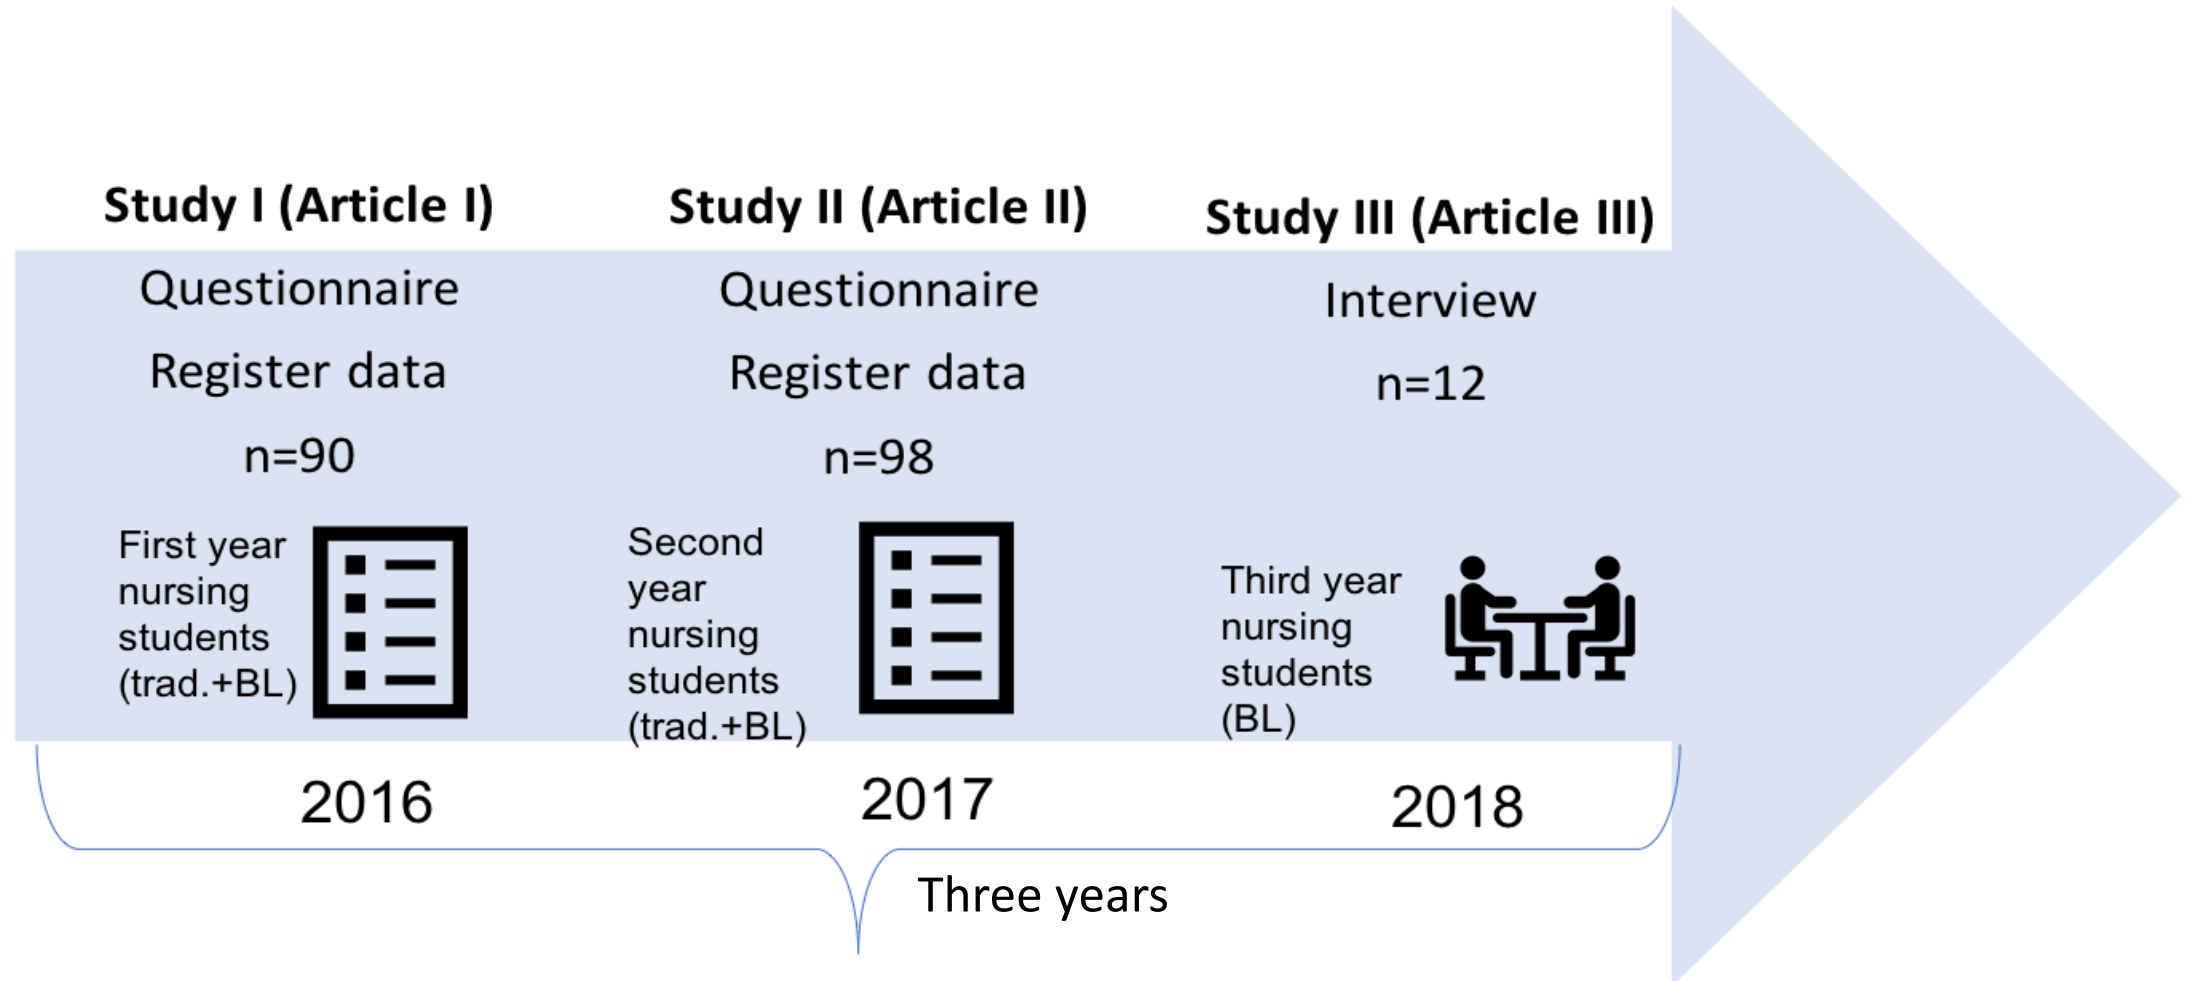 Study I (Article I)
Questionnaire
Register data
n=90
First year
nursing
students
(trad.+BL)
2016
Study II (Article II)
Questionnaire
Register data
n=98
Second
year
nursing
students
(trad.+BL)
2017
Study III (Article III)
Interview
n=12
Third year
nursing
students
(BL)
2018
Three years